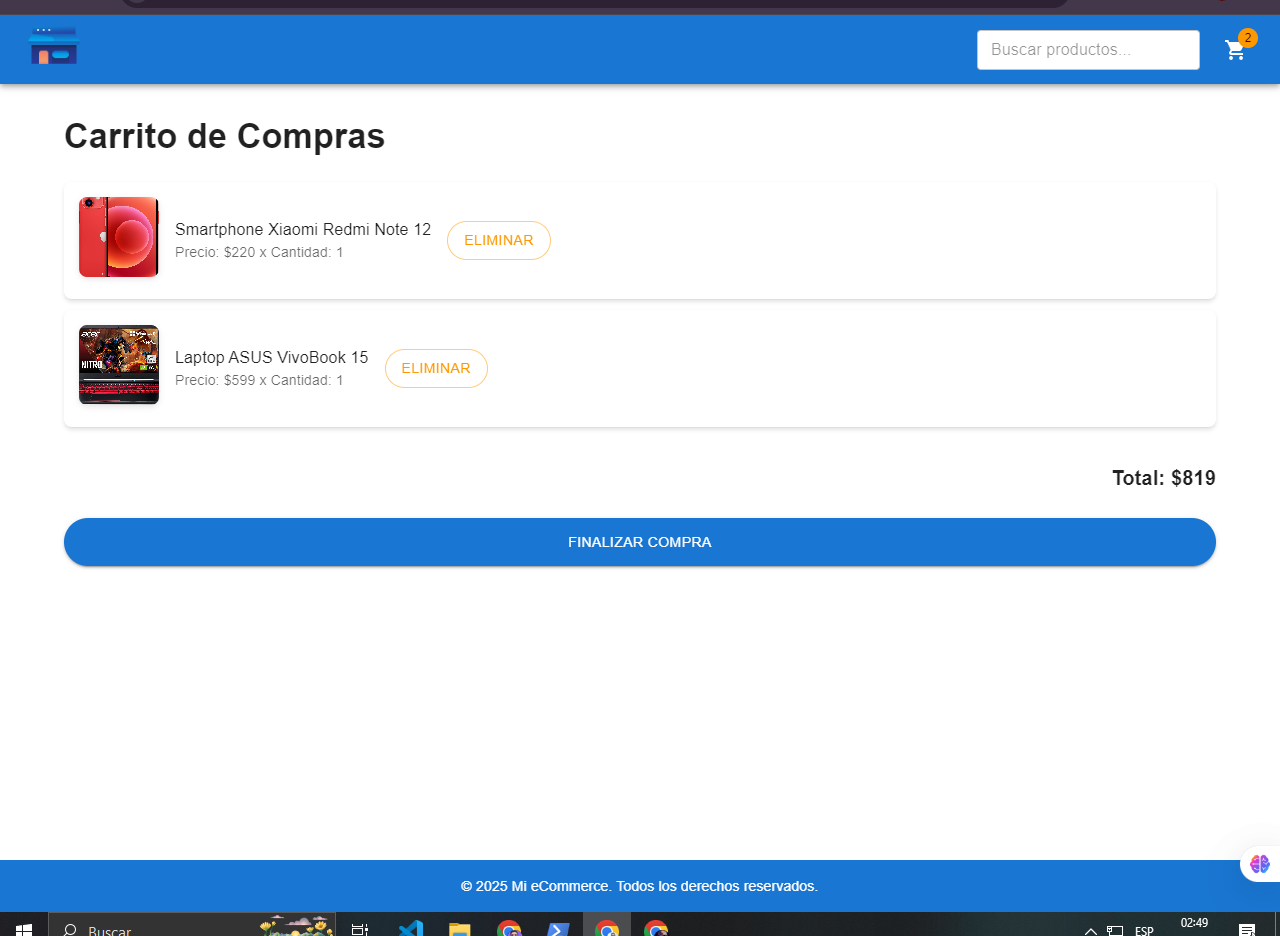 Buscar productos...
2
Carrito de Compras
Smartphone Xiaomi Redmi Note 12
Precio: $220 x Cantidad: 1
ELIMINAR
acer
NITRO
Laptop ASUS VivoBook 15
Precio: $599 x Cantidad: 1
ELIMINAR
Total: $819
FINALIZAR COMPRA
© 2025 Mi eCommerce. Todos los derechos reservados.
Buscar
ESP
02:49